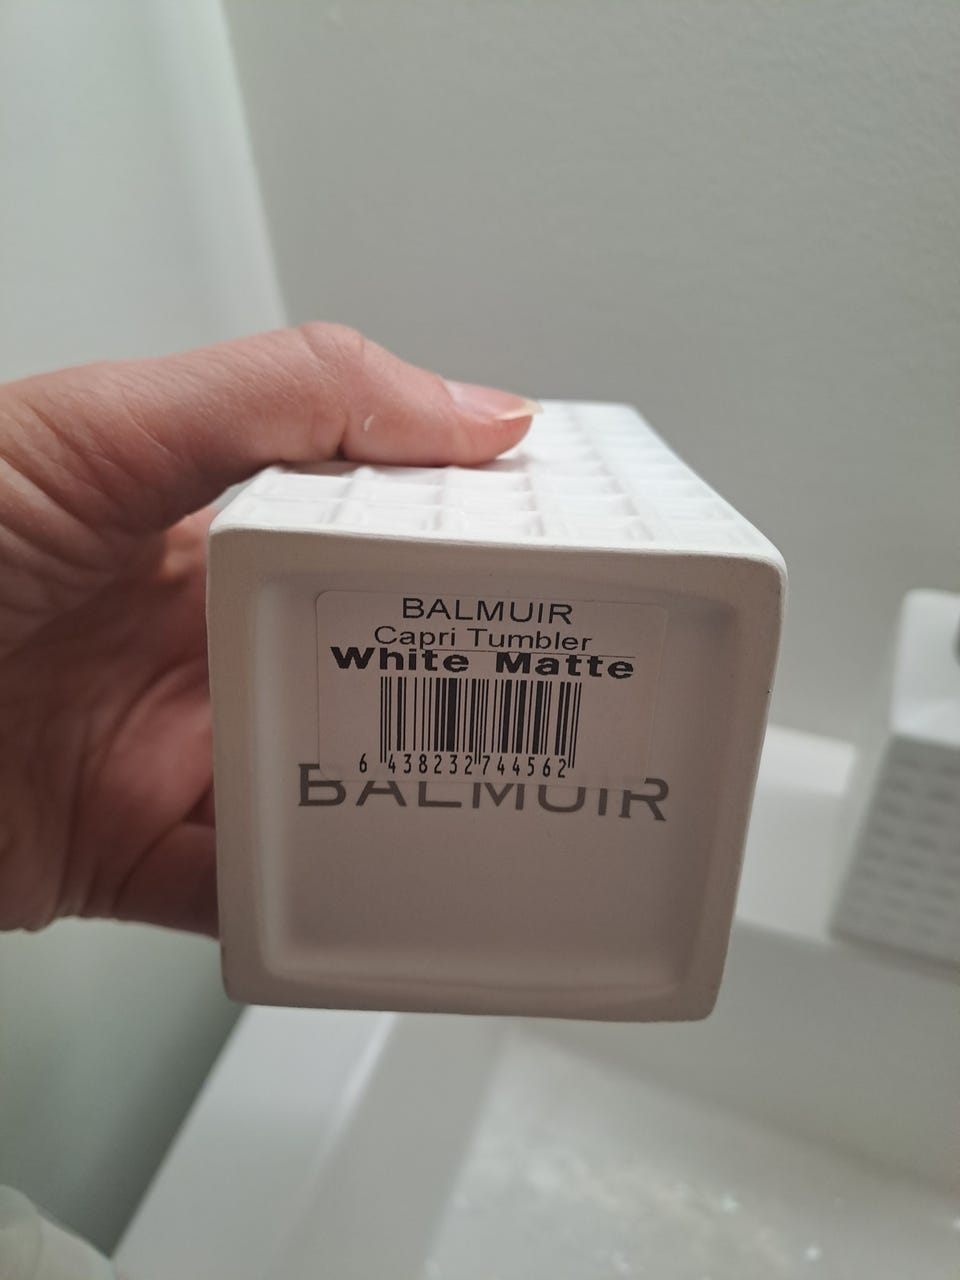 BALMUIR
Capri Tumbler
White Matte
6 438232 744562
BALMUIR